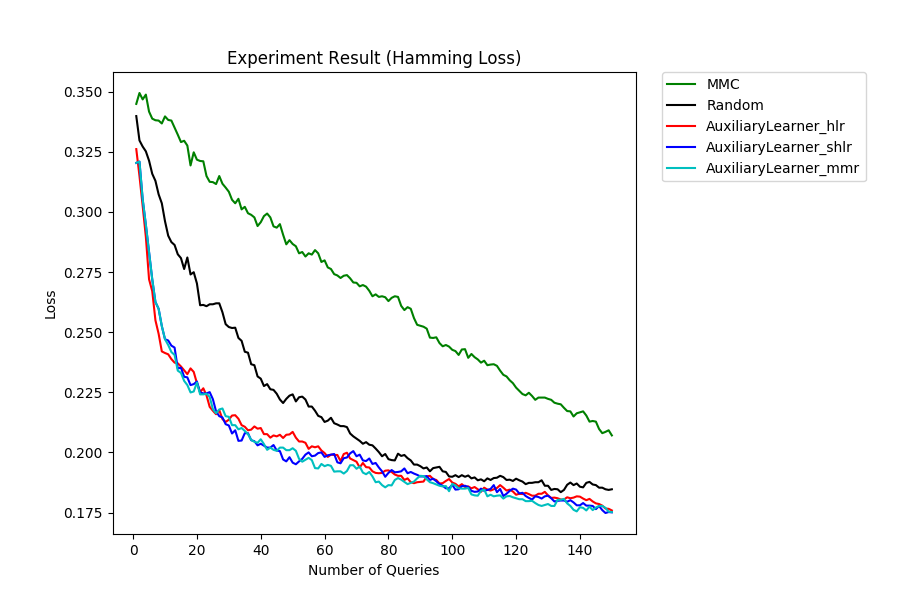 Experiment Result (Hamming Loss)
MMC
Random
AuxiliaryLearner_hlr
AuxiliaryLearner_shlr
AuxiliaryLearner_mmr
Loss
0.350
0.325
0.300
0.275
0.250
0.225
0.200
0.175
0 20 40 60 80 100 120 140
Number of Queries